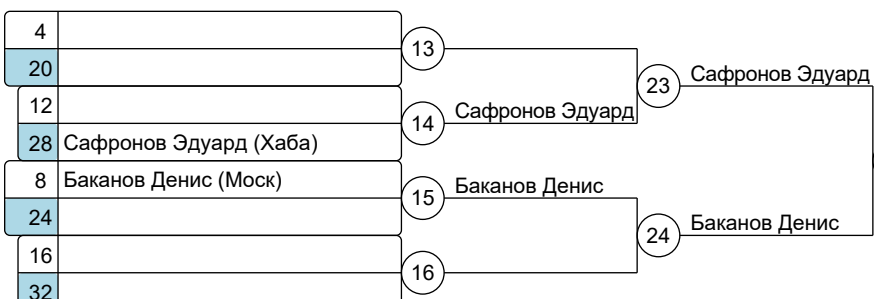 4
13
20
23 Сафронов Эдуард
12
14 Сафронов Эдуард
28 Сафронов Эдуард (Хаба)
8 Баканов Денис (Моск)
15 Баканов Денис
24
24 Баканов Денис
16
16
32